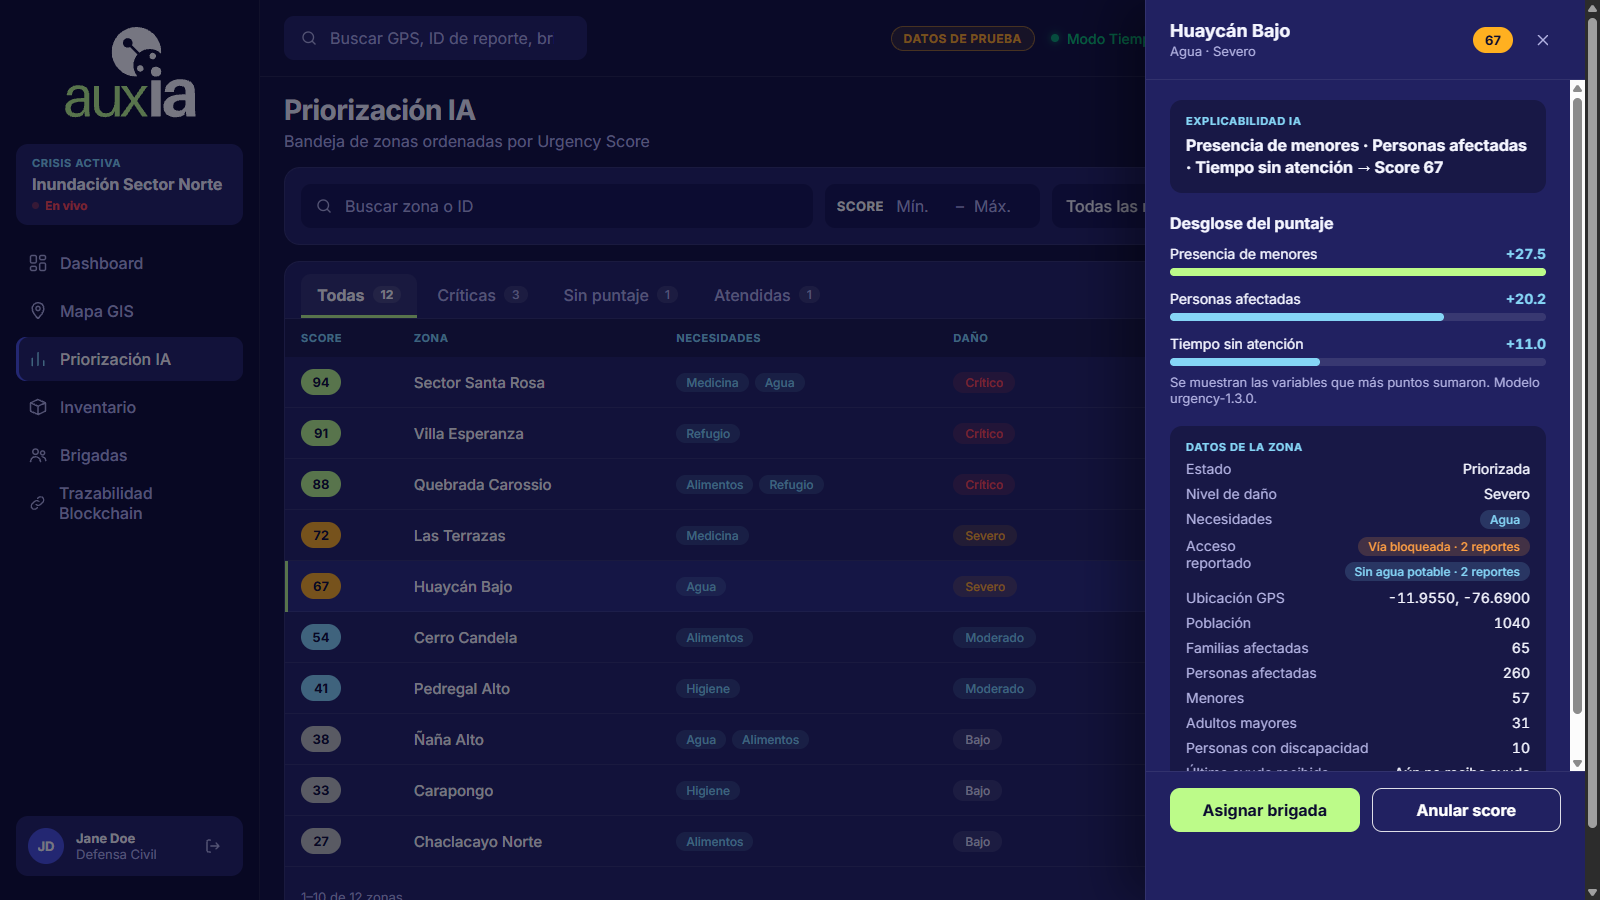 auxia
CRISIS ACTIVA
Inundación Sector Norte
En vivo
Dashboard
Mapa GIS
Priorización IA
Inventario
Brigadas
Trazabilidad
Blockchain
JD
Jane Doe
Defensa Civil
Buscar GPS, ID de reporte, br
DATOS DE PRUEBA
Modo Tiemp
Priorización IA
Bandeja de zonas ordenadas por Urgency Score
Buscar zona o ID
SCORE Mín. – Máx.
Todas las
Todas 12 Críticas 3 Sin puntaje 1 Atendidas 1
SCORE ZONA NECESIDADES DAÑO
94 Sector Santa Rosa Medicina Agua Crítico
91 Villa Esperanza Refugio Crítico
88 Quebrada Carossio Alimentos Refugio Crítico
72 Las Terrazas Medicina Severo
67 Huaycán Bajo Agua Severo
54 Cerro Candela Alimentos Moderado
41 Pedregal Alto Higiene Moderado
38 Ñaña Alto Agua Alimentos Bajo
33 Carapongo Higiene Bajo
27 Chaclacayo Norte Alimentos Bajo
1–10 de 12 zonas
Huaycán Bajo
Agua · Severo
67
EXPLICABILIDAD IA
Presencia de menores · Personas afectadas
· Tiempo sin atención → Score 67
Desglose del puntaje
Presencia de menores +27.5
Personas afectadas +20.2
Tiempo sin atención +11.0
Se muestran las variables que más puntos sumaron. Modelo
urgency-1.3.0.
DATOS DE LA ZONA
Estado Priorizada
Nivel de daño Severo
Necesidades Agua
Acceso
reportado
Vía bloqueada · 2 reportes
Sin agua potable · 2 reportes
Ubicación GPS -11.9550, -76.6900
Población 1040
Familias afectadas 65
Personas afectadas 260
Menores 57
Adultos mayores 31
Personas con discapacidad 10
Asignar brigada
Anular score